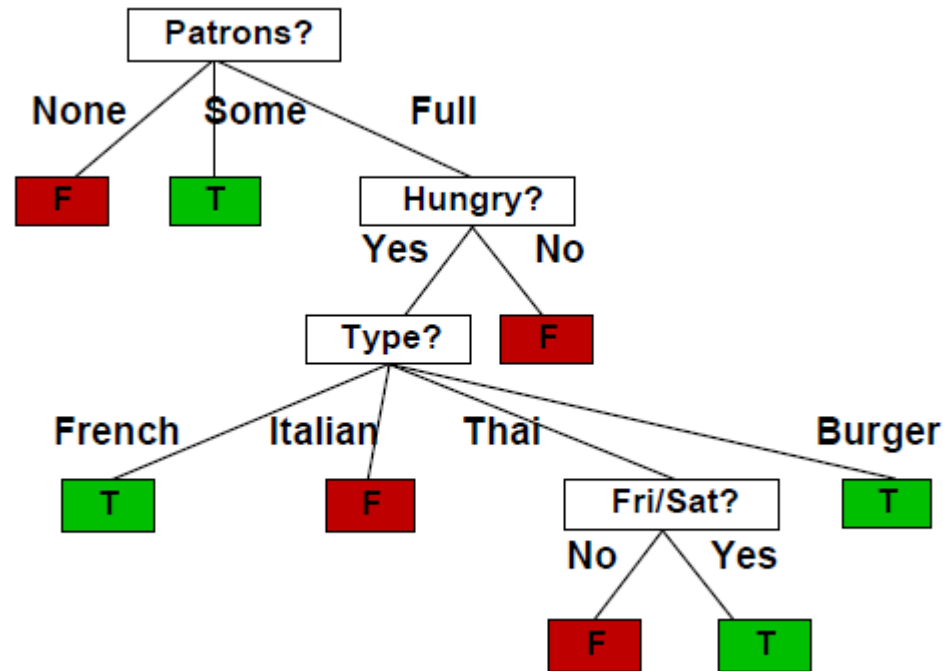 Patrons?
None Some Full
F T Hungry?
Yes No
Type? F
French Italian Thai Burger
T F Fri/Sat? T
No Yes
F T